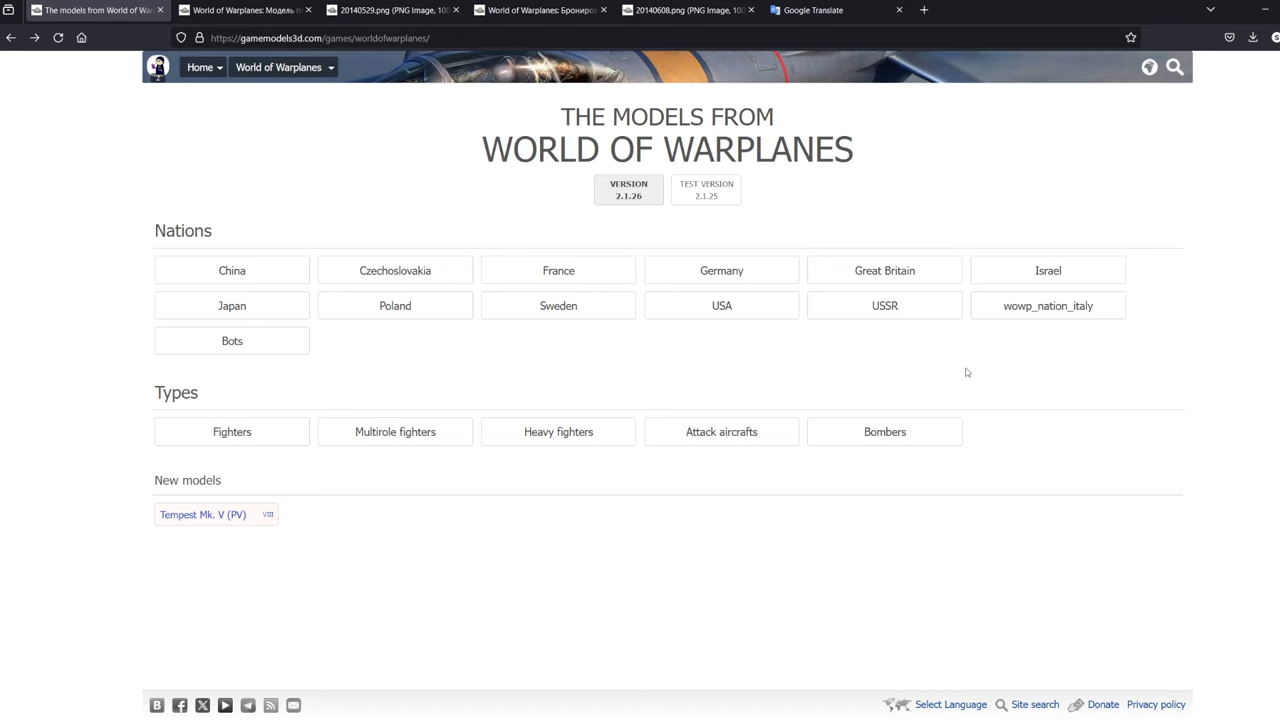 The models from World of Wa
World of Warplanes: Модель п
20140529.png (PNG Image, 100
World of Warplanes: Брониров
20140608.png (PNG Image, 100
Google Translate
https://gamemodels3d.com/games/worldofwarplanes/
Home
World of Warplanes
THE MODELS FROM
WORLD OF WARPLANES
VERSION
2.1.26
TEST VERSION
2.1.25
Nations
China
Czechoslovakia
France
Germany
Great Britain
Israel
Japan
Poland
Sweden
USA
USSR
wowp_nation_italy
Bots
Types
Fighters
Multirole fighters
Heavy fighters
Attack aircrafts
Bombers
New models
Tempest Mk. V (PV) VIII
Select Language
Site search
Donate
Privacy policy